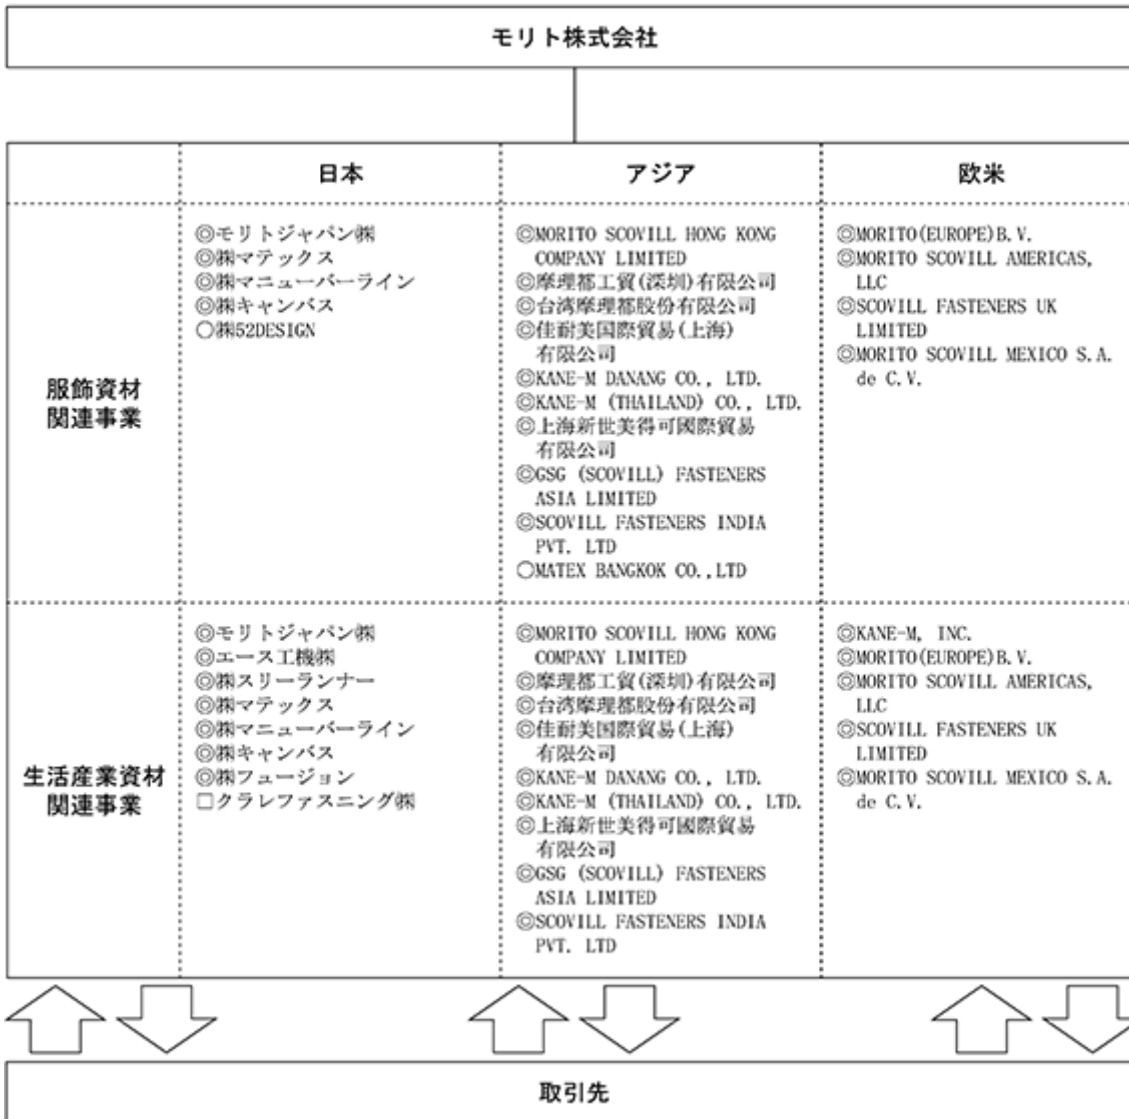 モリト株式会社
日本
アジア
欧米
服飾資材
関連事業
◎モリトジャパン㈱
◎㈱マテックス
◎㈱マニューバーライン
◎㈱キャンバス
○㈱52DESIGN
◎MORITO SCOVILL HONG KONG
COMPANY LIMITED
◎摩理都工貿(深圳)有限公司
◎台湾摩理都股份有限公司
◎佳耐美国際貿易(上海)
有限公司
◎KANE-M DANANG CO., LTD.
◎KANE-M (THAILAND) CO., LTD.
◎上海新世美得可國際貿易
有限公司
◎GSG (SCOVILL) FASTENERS
ASIA LIMITED
◎SCOVILL FASTENERS INDIA
PVT. LTD
○MATEX BANGKOK CO.,LTD
◎MORITO(EUROPE)B.V.
◎MORITO SCOVILL AMERICAS,
LLC
◎SCOVILL FASTENERS UK
LIMITED
◎MORITO SCOVILL MEXICO S.A.
de C.V.
生活産業資材
関連事業
◎モリトジャパン㈱
◎エース工機㈱
◎㈱スリーランナー
◎㈱マテックス
◎㈱マニューバーライン
◎㈱キャンバス
◎㈱フュージョン
□クラレファスニング㈱
◎MORITO SCOVILL HONG KONG
COMPANY LIMITED
◎摩理都工貿(深圳)有限公司
◎台湾摩理都股份有限公司
◎佳耐美国際貿易(上海)
有限公司
◎KANE-M DANANG CO., LTD.
◎KANE-M (THAILAND) CO., LTD.
◎上海新世美得可國際貿易
有限公司
◎GSG (SCOVILL) FASTENERS
ASIA LIMITED
◎SCOVILL FASTENERS INDIA
PVT. LTD
◎KANE-M, INC.
◎MORITO(EUROPE)B.V.
◎MORITO SCOVILL AMERICAS,
LLC
◎SCOVILL FASTENERS UK
LIMITED
◎MORITO SCOVILL MEXICO S.A.
de C.V.
取引先